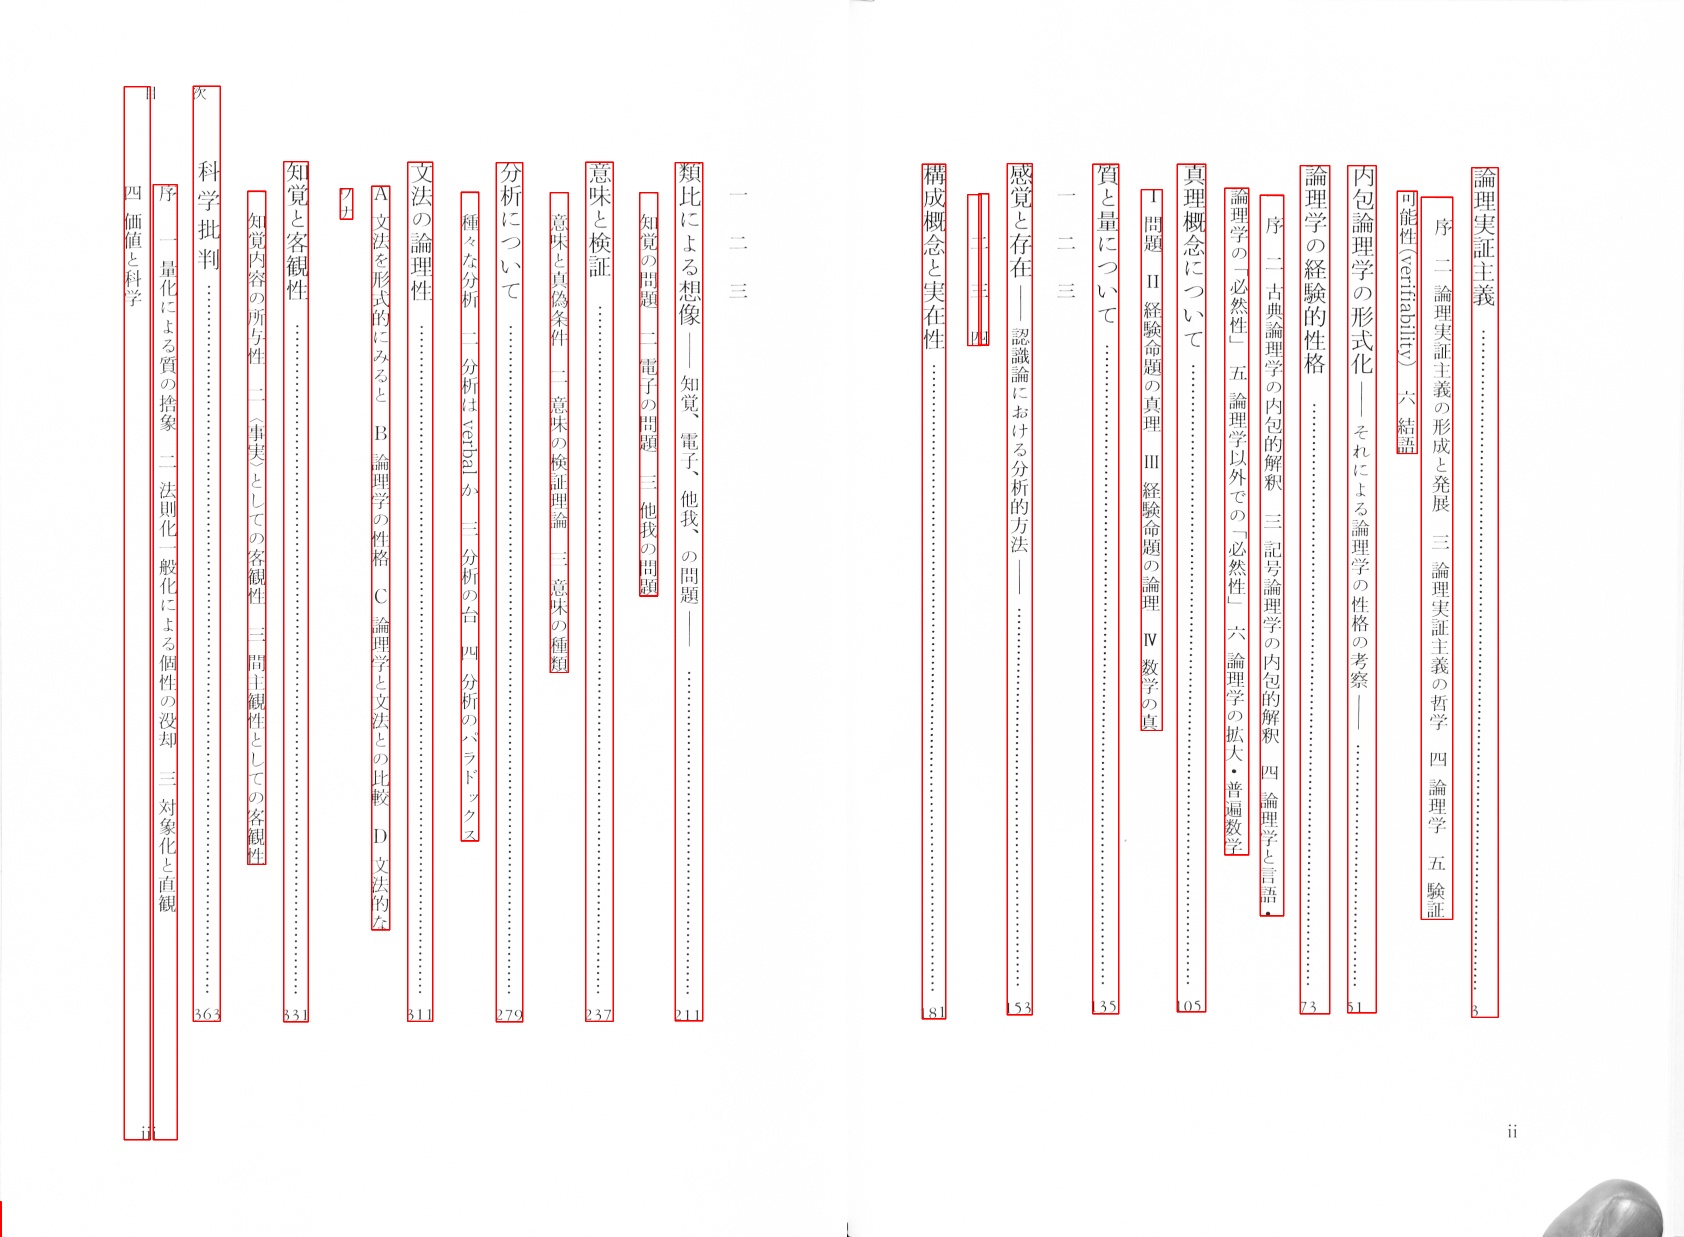 論理実証主義 …… 3
序 二 論理実証主義の形成と発展 三 論理実証主義の哲学 四 論理学 五 験証
可能性(verifiability) 六 結語
内包論理学の形式化――それによる論理学の性格の考察―― …… 51
論理学の経験的性格 …… 73
序 二 古典論理学の内包的解釈 三 記号論理学の内包的解釈 四 論理学と言語・
論理学の「必然性」 五 論理学以外での「必然性」 六 論理学の拡大・普遍数学
真理概念について …… 105
I 問題 II 経験命題の真理 III 経験命題の論理 Ⅳ 数学の真
質と量について …… 135
一 二 三
感覚と存在――認識論における分析的方法―― …… 153
二 三 四
構成概念と実在性 …… 181
ii
一 二 三
類比による想像――知覚、電子、他我、の問題―― …… 211
知覚の問題 二 電子の問題 三 他我の問題
意味と検証 …… 237
意味と真偽条件 二 意味の検証理論 三 意味の種類
分析について …… 279
種々な分析 二 分析は verbal か 三 分析の台 四 分析のパラドックス
文法の論理性 …… 311
A 文法を形式的にみると B 論理学の性格 C 論理学と文法との比較 D 文法的な
知覚と客観性 …… 331
知覚内容の所与性 二 〈事実〉としての客観性 三 間主観性としての客観性
科学批判 …… 363
序 一 量化による質の捨象 二 法則化一般化による個性の没却 三 対象化と直観
四 価値と科学
目次
iii